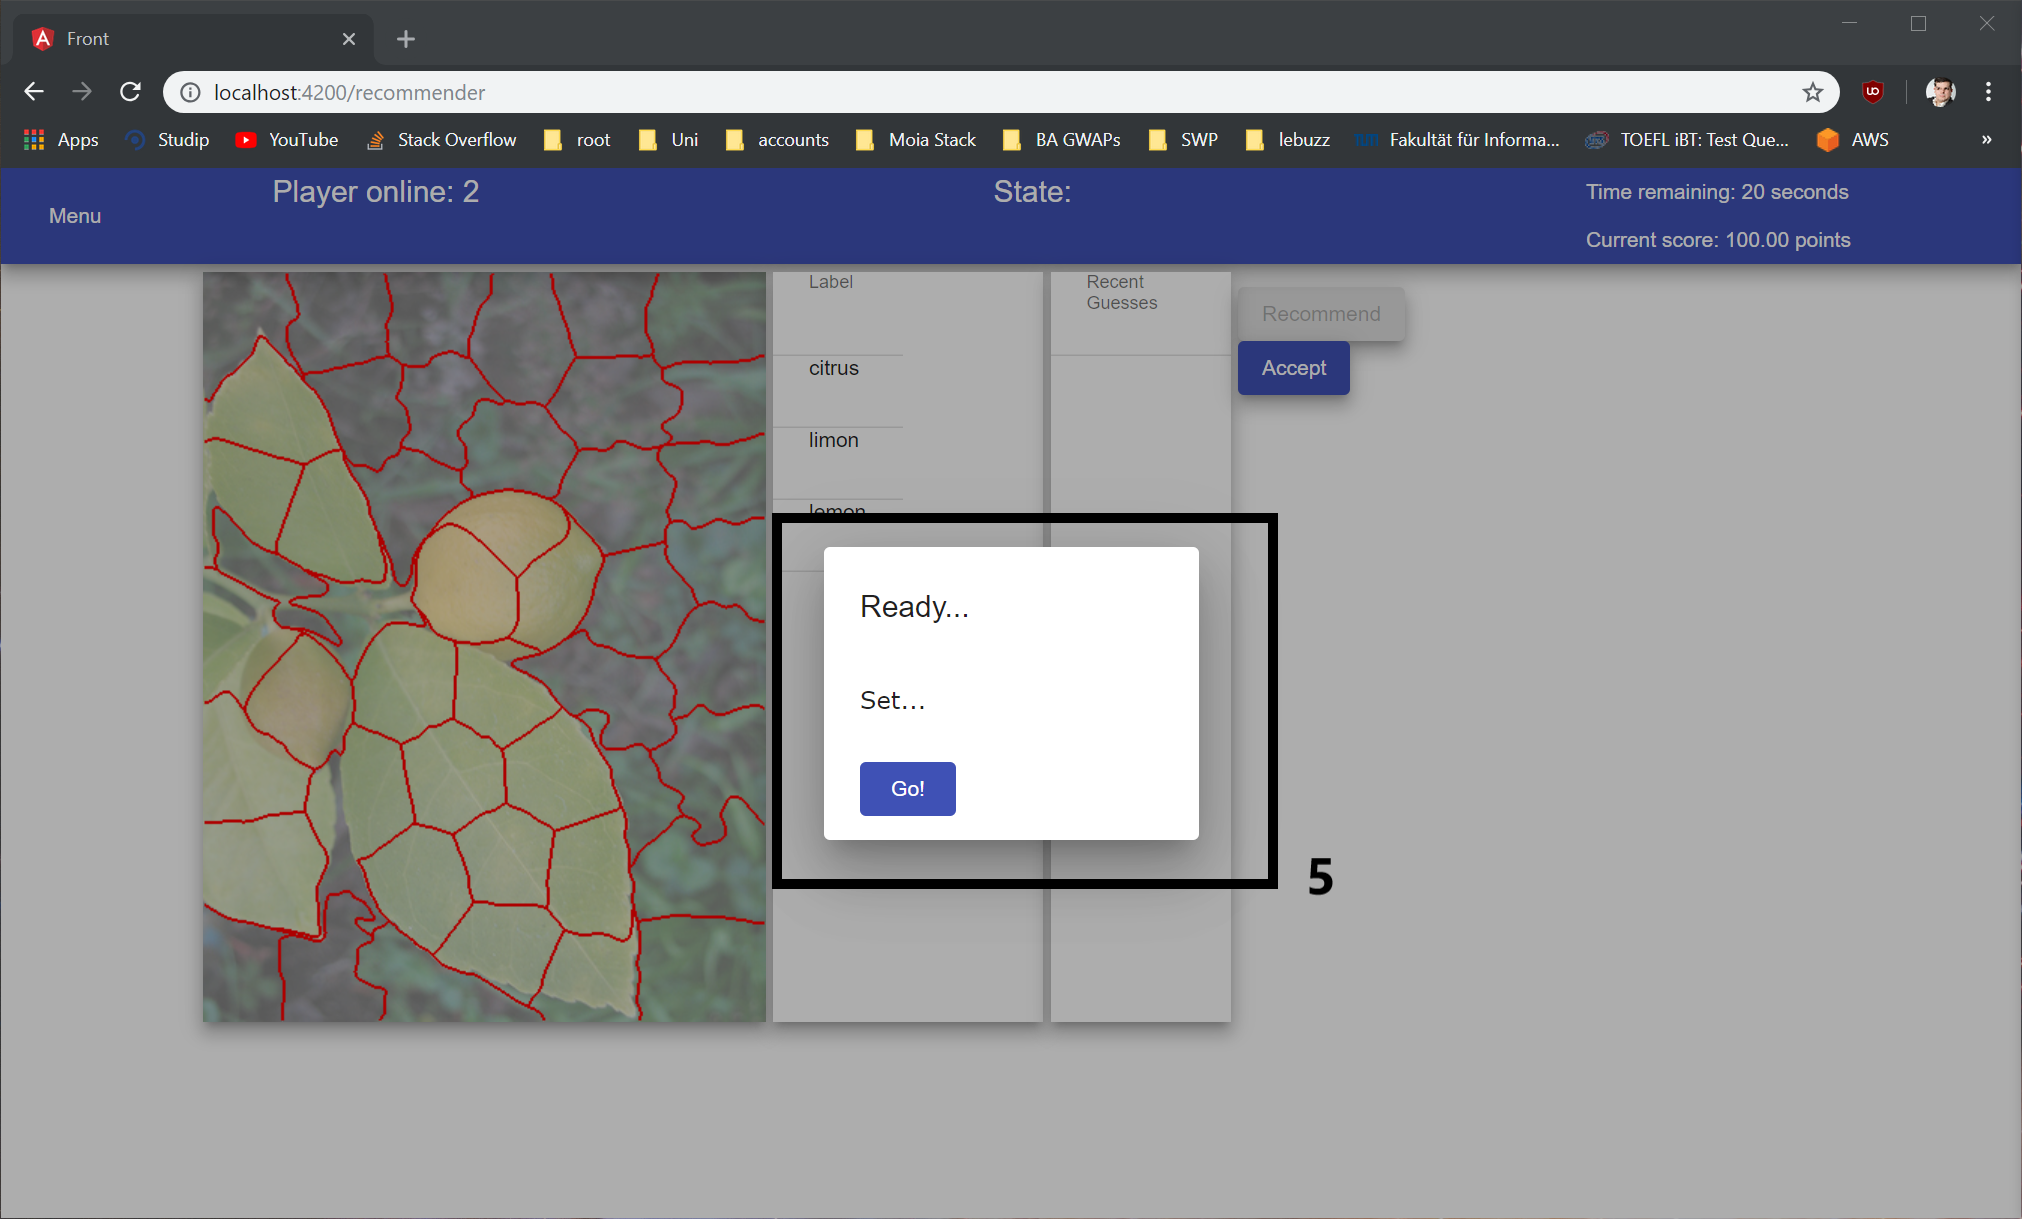 Front
localhost:4200/recommender
Apps Studip YouTube Stack Overflow root Uni accounts Moia Stack BA GWAPs SWP lebuzz Fakultät für Informa... TOEFL iBT: Test Que... AWS »
Menu
Player online: 2
State:
Time remaining: 20 seconds
Current score: 100.00 points
Label
citrus
limon
lemon
Recent
Guesses
Recommend
Accept
Ready...
Set...
Go!
5